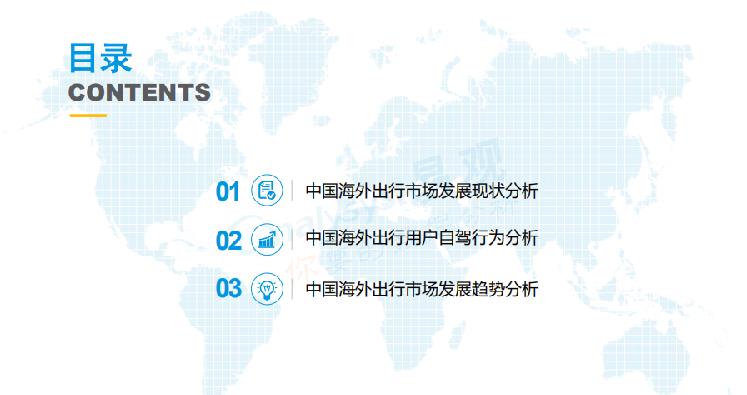 目录
CONTENTS
01 中国海外出行市场发展现状分析
02 中国海外出行用户自驾行为分析
03 中国海外出行市场发展趋势分析